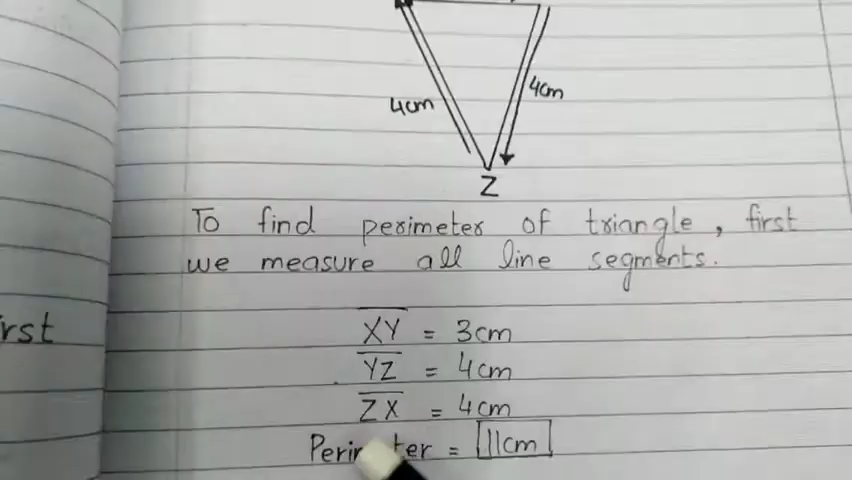 4cm
4cm
Z
To find perimeter of triangle, first
we measure all line segments.
rst
XY = 3cm
YZ = 4cm
ZX = 4cm
= 11cm